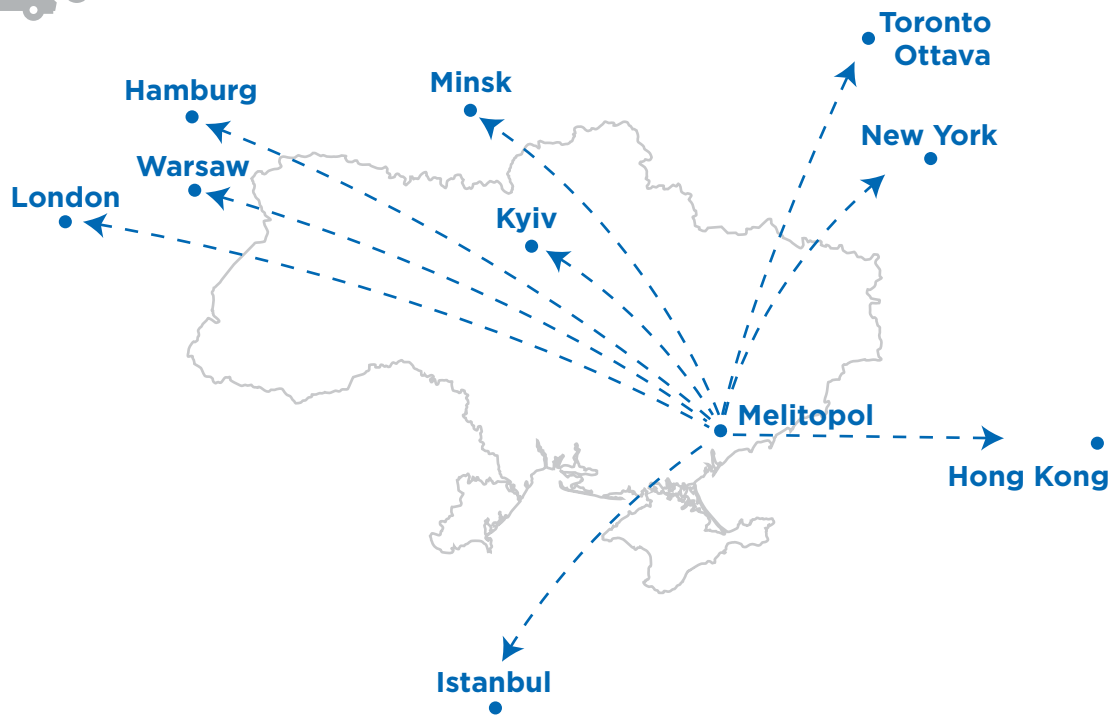 Toronto
Ottava
Hamburg
Minsk
New York
Warsaw
London
Kyiv
Melitopol
Hong Kong
Istanbul